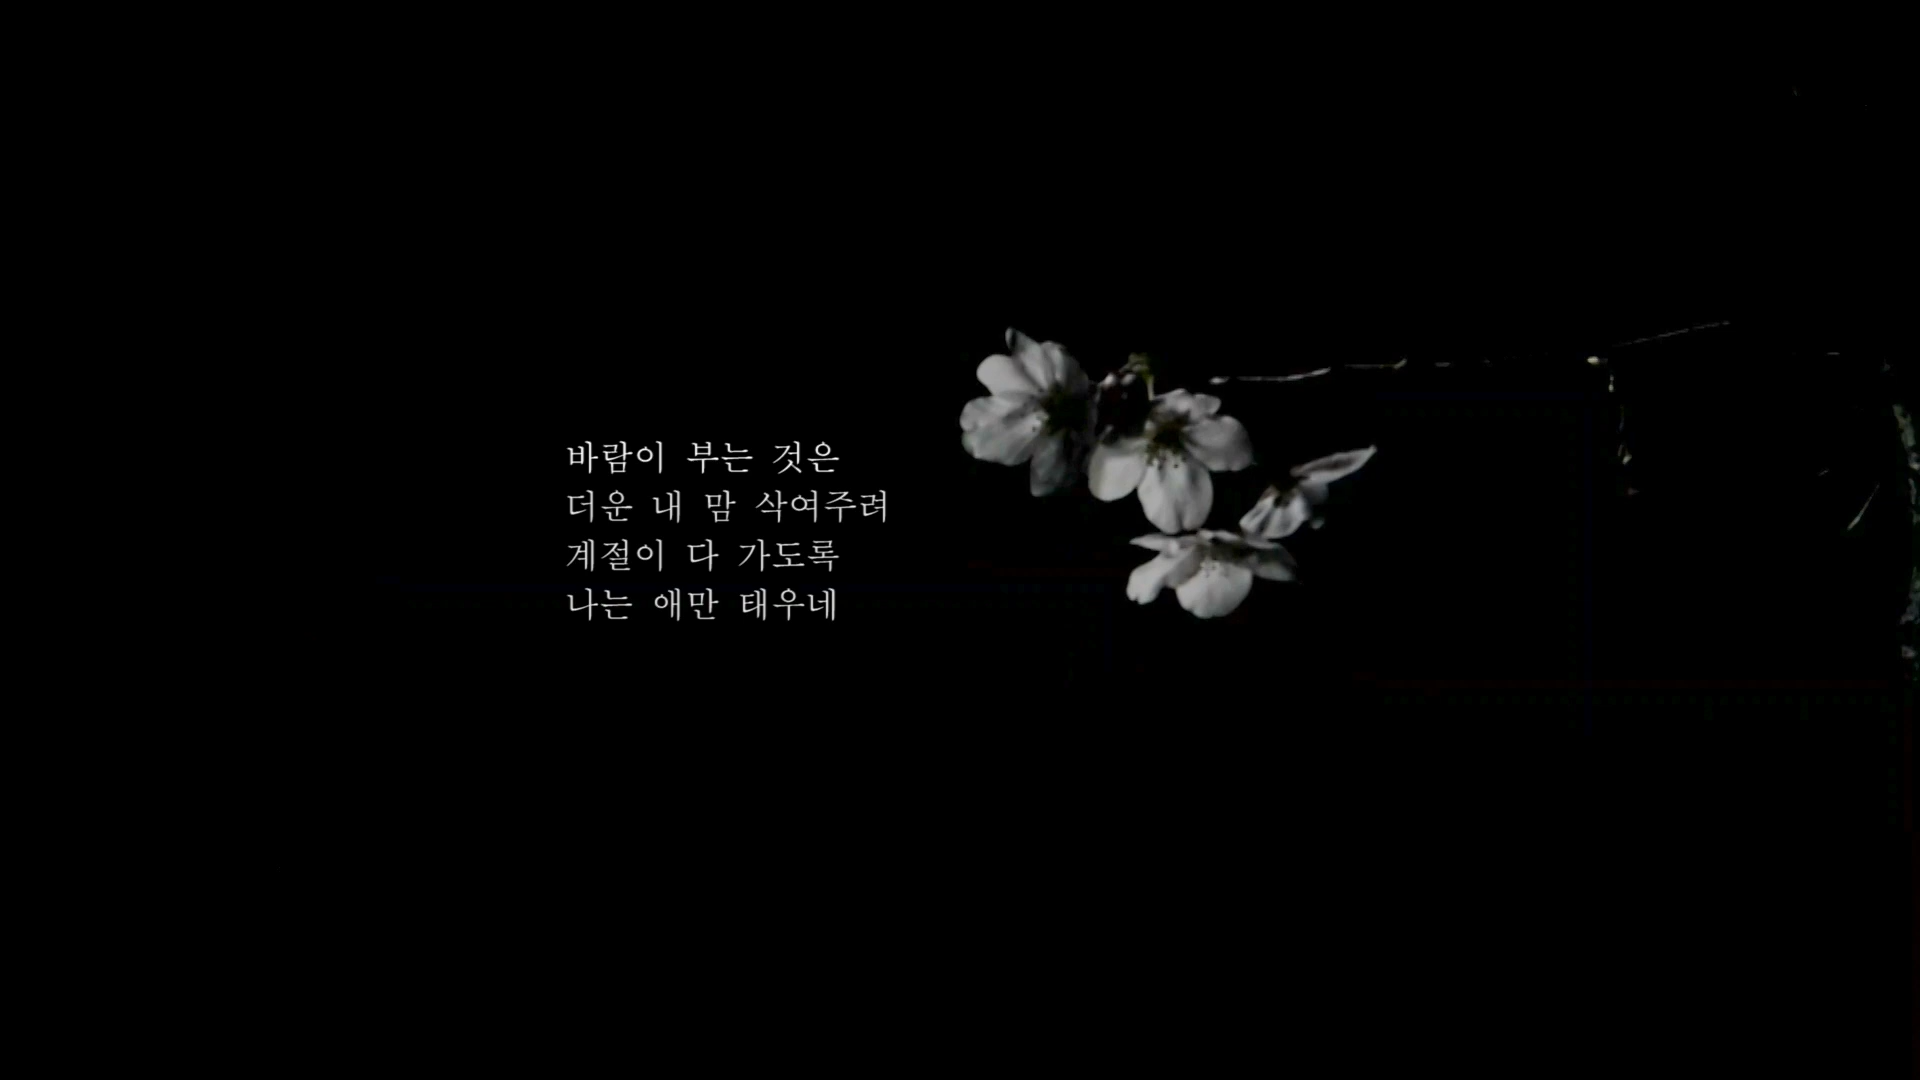 바람이 부는 것은
더운 내 맘 삭여주려
계절이 다 가도록
나는 애만 태우네